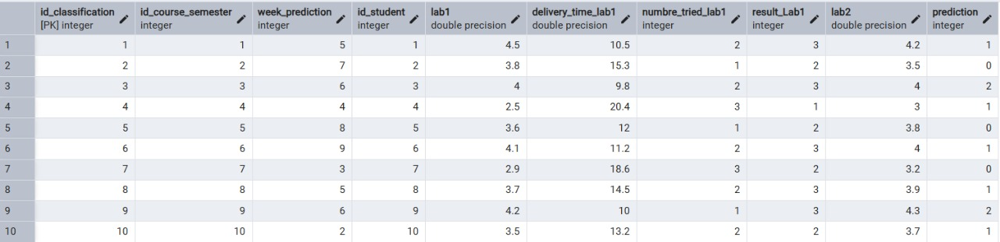 id_classification id_course_semester week_prediction id_student lab1 delivery_time_lab1 numbre_tried_lab1 result_Lab1 lab2 prediction
[PK] integer integer integer integer double precision double precision integer integer double precision integer
1 1 1 5 1 4.5 10.5 2 3 4.2 1
2 2 2 7 2 3.8 15.3 1 2 3.5 0
3 3 3 6 3 4 9.8 2 3 4 2
4 4 4 4 4 2.5 20.4 3 1 3 1
5 5 5 8 5 3.6 12 1 2 3.8 0
6 6 6 9 6 4.1 11.2 2 3 4 1
7 7 7 3 7 2.9 18.6 3 2 3.2 0
8 8 8 5 8 3.7 14.5 2 3 3.9 1
9 9 9 6 9 4.2 10 1 3 4.3 2
10 10 10 2 10 3.5 13.2 2 2 3.7 1